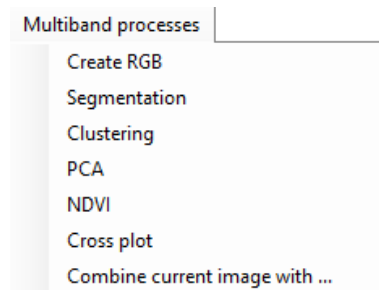 Multiband processes
Create RGB
Segmentation
Clustering
PCA
NDVI
Cross plot
Combine current image with ...